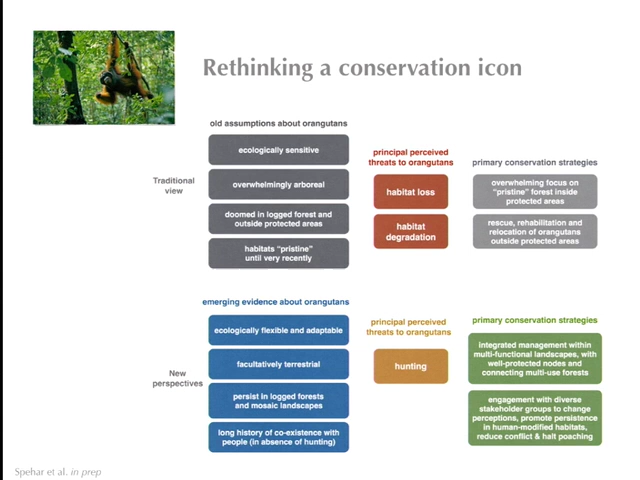 Rethinking a conservation icon
old assumptions about orangutans
Traditional
view
ecologically sensitive
overwhelmingly arboreal
doomed in logged forest and
outside protected areas
habitats "pristine"
until very recently
principal perceived
threats to orangutans
habitat loss
habitat
degradation
primary conservation strategies
overwhelming focus on
"pristine" forest inside
protected areas
rescue, rehabilitation and
relocation of orangutans
outside protected areas
emerging evidence about orangutans
New
perspectives
ecologically flexible and adaptable
facultatively terrestrial
persist in logged forests
and mosaic landscapes
long history of co-existence with
people (in absence of hunting)
principal perceived
threats to orangutans
hunting
primary conservation strategies
integrated management within
multi-functional landscapes, with
well-protected nodes and
connecting multi-use forests
engagement with diverse
stakeholder groups to change
perceptions, promote persistence
in human-modified habitats,
reduce conflict & halt poaching
Spehar et al. in prep